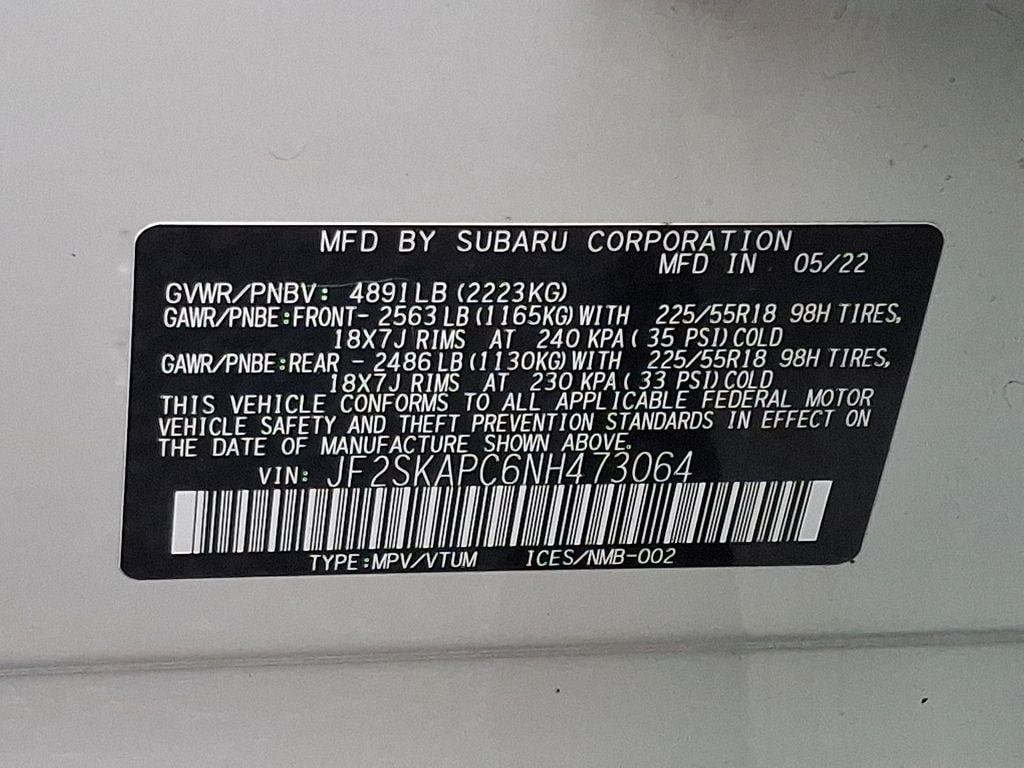 MFD BY SUBARU CORPORATION
MFD IN 05/22
GVWR/PNBV: 4891LB (2223KG)
GAWR/PNBE:FRONT- 2563LB (1165KG)WITH 225/55R18 98H TIRES,
18X7J RIMS AT 240 KPA( 35 PSI)COLD
GAWR/PNBE:REAR - 2486LB (1130KG)WITH 225/55R18 98H TIRES,
18X7J RIMS AT 230 KPA( 33 PSI)COLD
THIS VEHICLE CONFORMS TO ALL APPLICABLE FEDERAL MOTOR
VEHICLE SAFETY AND THEFT PREVENTION STANDARDS IN EFFECT ON
THE DATE OF MANUFACTURE SHOWN ABOVE.
VIN: JF2SKAPC6NH473064
TYPE:MPV/VTUM ICES/NMB-002